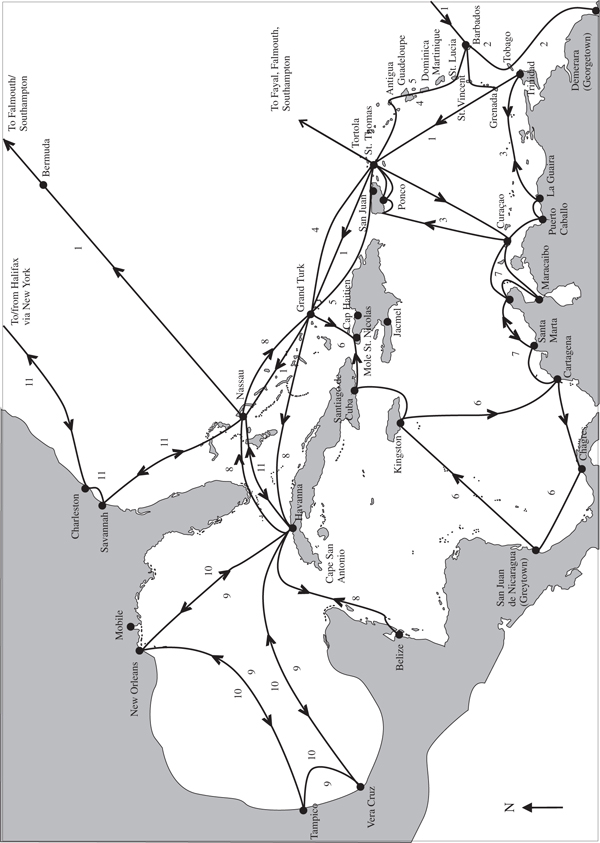 To Falmouth/
Southampton
Bermuda
1
To/from Halifax
via New York
11
11
11
Charleston
Savannah
Nassau
8
1
8
11
8
Havanna
Cape San
Antonio
8
Belize
Mobile
New Orleans
10
9
10
9
9
10
10
9
Tampico
Vera Cruz
N
To Fayal, Falmouth,
Southampton
Tortola
St. Thomas
San Juan
Ponco
4
1
Grand Turk
5
Cap Haïtien
6
Mole St. Nicolas
Jacmel
Santiago de
Cuba
Kingston
6
6
6
San Juan
de Nicaragua
(Greytown)
Chagres
Cartagena
7
Santa
Marta
Maracaibo
7
Curaçao
3
Puerto
Caballo
La Guaira
3
1
Antigua
Guadeloupe
4
5
Dominica
Martinique
St. Lucia
St. Vincent
Barbados
1
2
Grenada
Tobago
Trinidad
2
Demerara
(Georgetown)